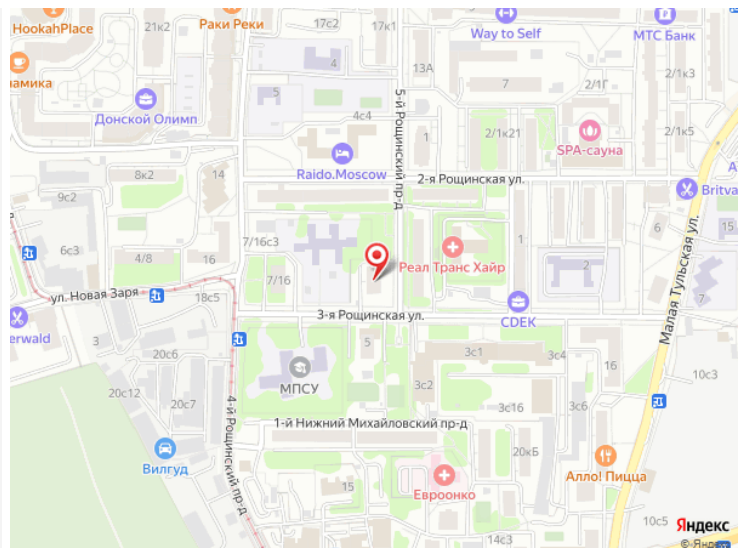 HookahPlace
Раки Реки
21к2
17с2
17к1
Way to Self
МТС Банк
13А
2/1к3
намика
5
7
2/1Г
Донской Олимп
4с4
1
2/1к21
2/1к5
5-й Рощинский пр-д
SPA-сауна
Raido.Moscow
8к2
14
2-я Рощинская ул.
Britva
9с2
6
15
6с3
4/8
16
7/16с3
1
Реал Транс Хайр
2
7/16
ул. Новая Заря
18с5
7
3-я Рощинская ул.
CDEK
Малая Тульская ул.
erwald
3
20с6
5
3с1
3с4
16
10с3
МПСУ
20с12
20с7
3с2
3с16
3с6
4-й Рощинский пр-д
1-й Нижний Михайловский пр-д
Вилгуд
20кБ
Алло! Пицца
15
Евроонко
10с5
Яндекс